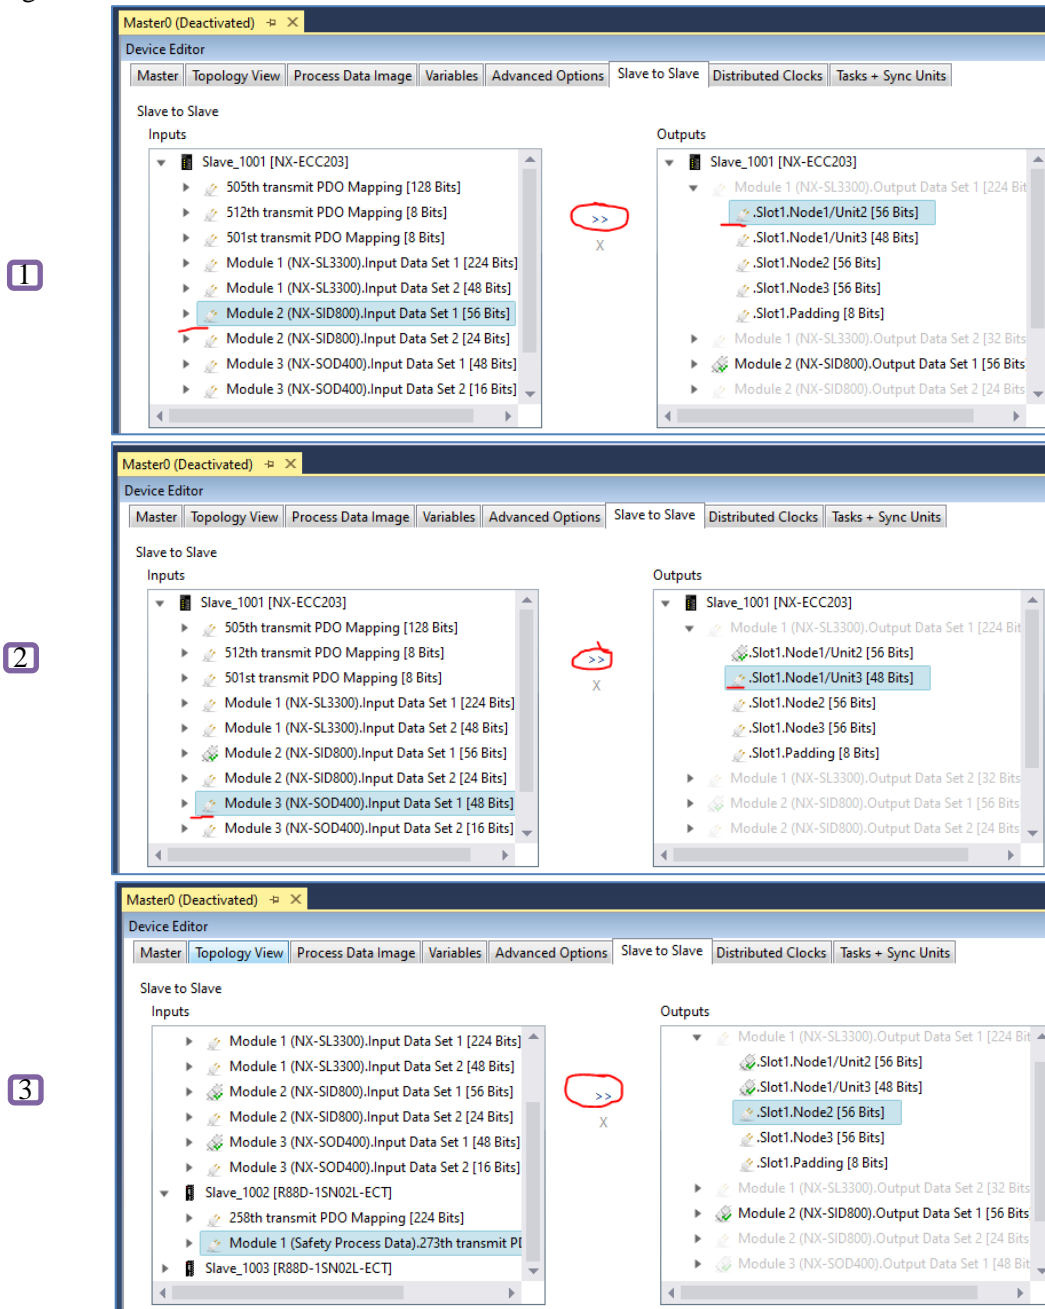 Master0 (Deactivated)
Device Editor
Master Topology View Process Data Image Variables Advanced Options Slave to Slave Distributed Clocks Tasks + Sync Units
Slave to Slave
Inputs
Slave_1001 [NX-ECC203]
505th transmit PDO Mapping [128 Bits]
512th transmit PDO Mapping [8 Bits]
501st transmit PDO Mapping [8 Bits]
Module 1 (NX-SL3300).Input Data Set 1 [224 Bits]
Module 1 (NX-SL3300).Input Data Set 2 [48 Bits]
Module 2 (NX-SID800).Input Data Set 1 [56 Bits]
Module 2 (NX-SID800).Input Data Set 2 [24 Bits]
Module 3 (NX-SOD400).Input Data Set 1 [48 Bits]
Module 3 (NX-SOD400).Input Data Set 2 [16 Bits]
>>
X
Outputs
Slave_1001 [NX-ECC203]
Module 1 (NX-SL3300).Output Data Set 1 [224 Bit
.Slot1.Node1/Unit2 [56 Bits]
.Slot1.Node1/Unit3 [48 Bits]
.Slot1.Node2 [56 Bits]
.Slot1.Node3 [56 Bits]
.Slot1.Padding [8 Bits]
Module 1 (NX-SL3300).Output Data Set 2 [32 Bits
Module 2 (NX-SID800).Output Data Set 1 [56 Bits
Module 2 (NX-SID800).Output Data Set 2 [24 Bits
1
Master0 (Deactivated)
Device Editor
Master Topology View Process Data Image Variables Advanced Options Slave to Slave Distributed Clocks Tasks + Sync Units
Slave to Slave
Inputs
Slave_1001 [NX-ECC203]
505th transmit PDO Mapping [128 Bits]
512th transmit PDO Mapping [8 Bits]
501st transmit PDO Mapping [8 Bits]
Module 1 (NX-SL3300).Input Data Set 1 [224 Bits]
Module 1 (NX-SL3300).Input Data Set 2 [48 Bits]
Module 2 (NX-SID800).Input Data Set 1 [56 Bits]
Module 2 (NX-SID800).Input Data Set 2 [24 Bits]
Module 3 (NX-SOD400).Input Data Set 1 [48 Bits]
Module 3 (NX-SOD400).Input Data Set 2 [16 Bits]
>>
X
Outputs
Slave_1001 [NX-ECC203]
Module 1 (NX-SL3300).Output Data Set 1 [224 Bit
.Slot1.Node1/Unit2 [56 Bits]
.Slot1.Node1/Unit3 [48 Bits]
.Slot1.Node2 [56 Bits]
.Slot1.Node3 [56 Bits]
.Slot1.Padding [8 Bits]
Module 1 (NX-SL3300).Output Data Set 2 [32 Bits
Module 2 (NX-SID800).Output Data Set 1 [56 Bits
Module 2 (NX-SID800).Output Data Set 2 [24 Bits
2
Master0 (Deactivated)
Device Editor
Master Topology View Process Data Image Variables Advanced Options Slave to Slave Distributed Clocks Tasks + Sync Units
Slave to Slave
Inputs
Module 1 (NX-SL3300).Input Data Set 1 [224 Bits]
Module 1 (NX-SL3300).Input Data Set 2 [48 Bits]
Module 2 (NX-SID800).Input Data Set 1 [56 Bits]
Module 2 (NX-SID800).Input Data Set 2 [24 Bits]
Module 3 (NX-SOD400).Input Data Set 1 [48 Bits]
Module 3 (NX-SOD400).Input Data Set 2 [16 Bits]
Slave_1002 [R88D-1SN02L-ECT]
258th transmit PDO Mapping [224 Bits]
Module 1 (Safety Process Data).273th transmit P
Slave_1003 [R88D-1SN02L-ECT]
>>
X
Outputs
Module 1 (NX-SL3300).Output Data Set 1 [224 Bit
.Slot1.Node1/Unit2 [56 Bits]
.Slot1.Node1/Unit3 [48 Bits]
.Slot1.Node2 [56 Bits]
.Slot1.Node3 [56 Bits]
.Slot1.Padding [8 Bits]
Module 1 (NX-SL3300).Output Data Set 2 [32 Bits
Module 2 (NX-SID800).Output Data Set 1 [56 Bits
Module 2 (NX-SID800).Output Data Set 2 [24 Bits
Module 3 (NX-SOD400).Output Data Set 1 [48 Bit
3